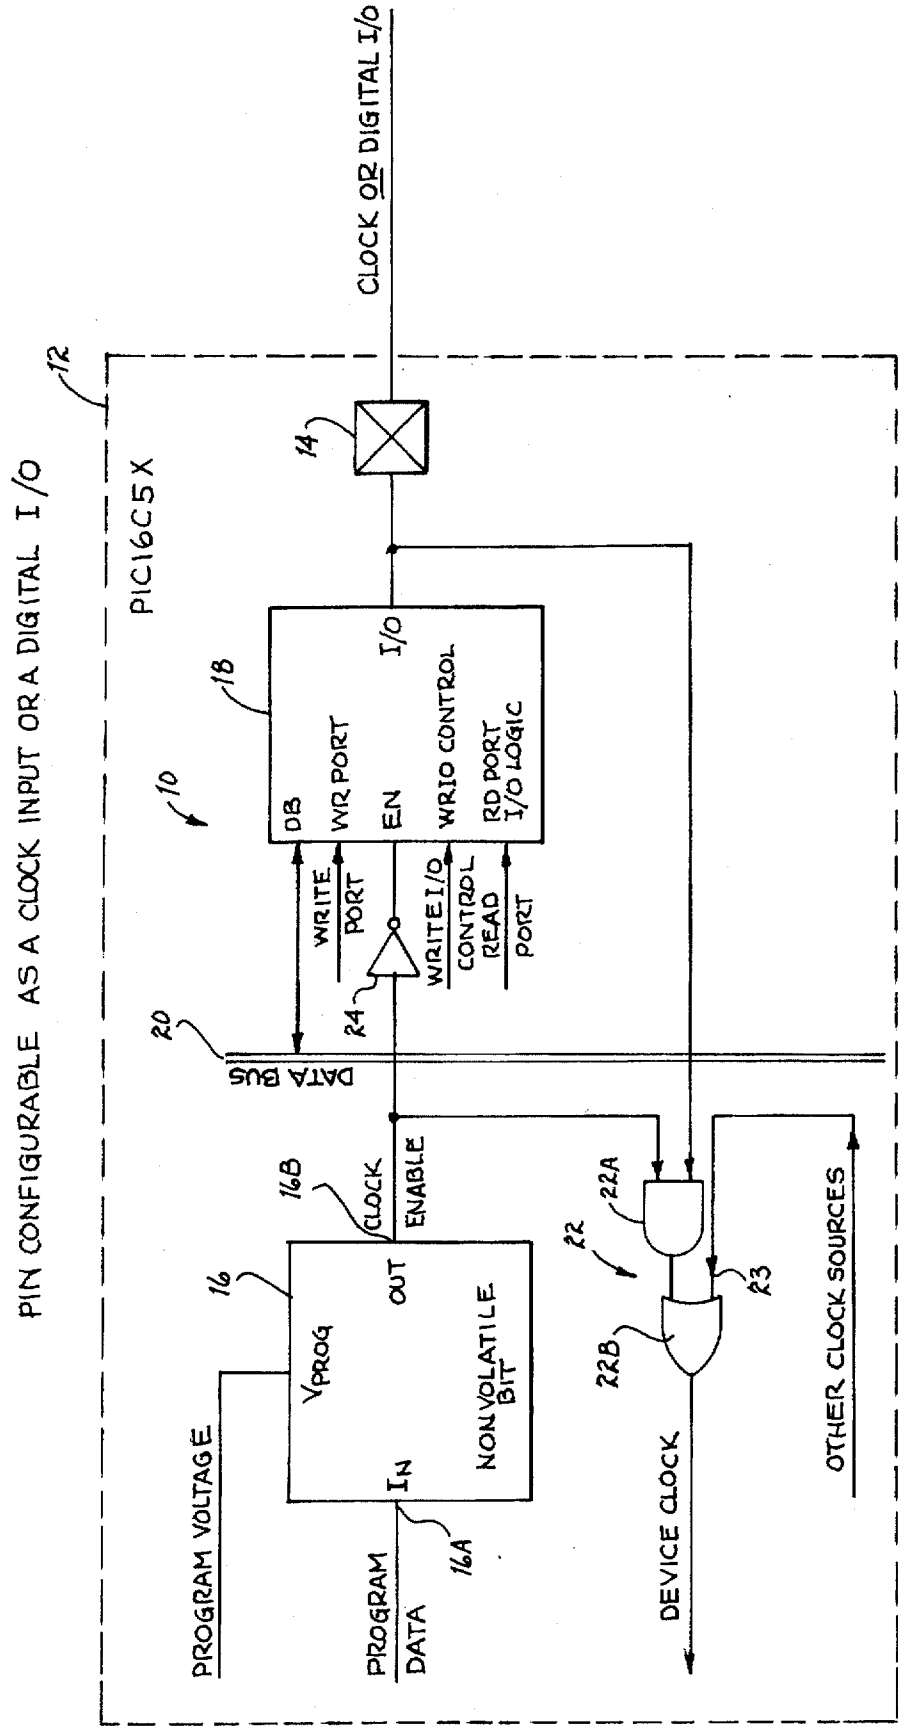 PIN CONFIGURABLE AS A CLOCK INPUT OR A DIGITAL I/O
12
PIC16C5X
10
CLOCK OR DIGITAL I/O
14
PROGRAM VOLTAGE
16
VPROG
PROGRAM
DATA
16A
IN
OUT
NONVOLATILE
BIT
16B
CLOCK
ENABLE
20
DATA BUS
24
18
DB
WRITE
PORT
WR PORT
EN
I/O
WRITE I/O
CONTROL
WRIO CONTROL
READ
PORT
RD PORT
I/O LOGIC
22
22A
22B
23
DEVICE CLOCK
OTHER CLOCK SOURCES